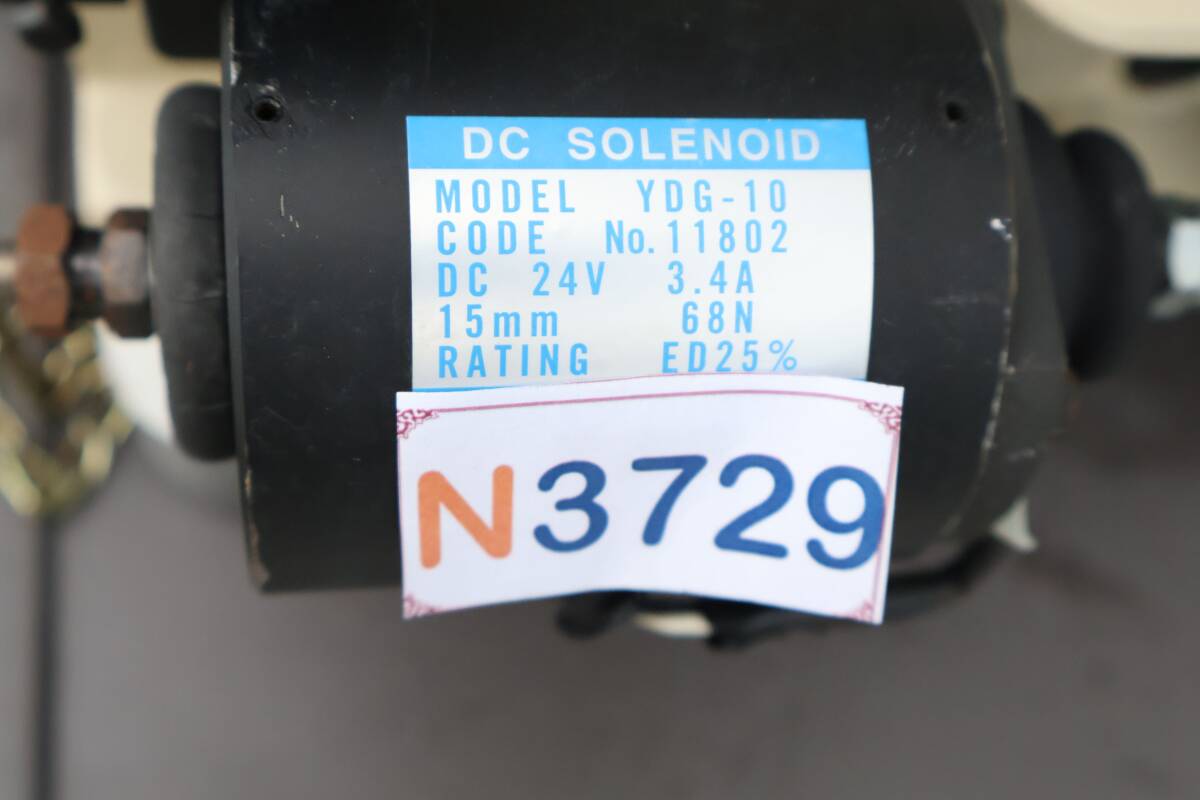 DC SOLENOID
MODEL YDG-10
CODE No.11802
DC 24V 3.4A
15mm 68N
RATING ED25%
N3729